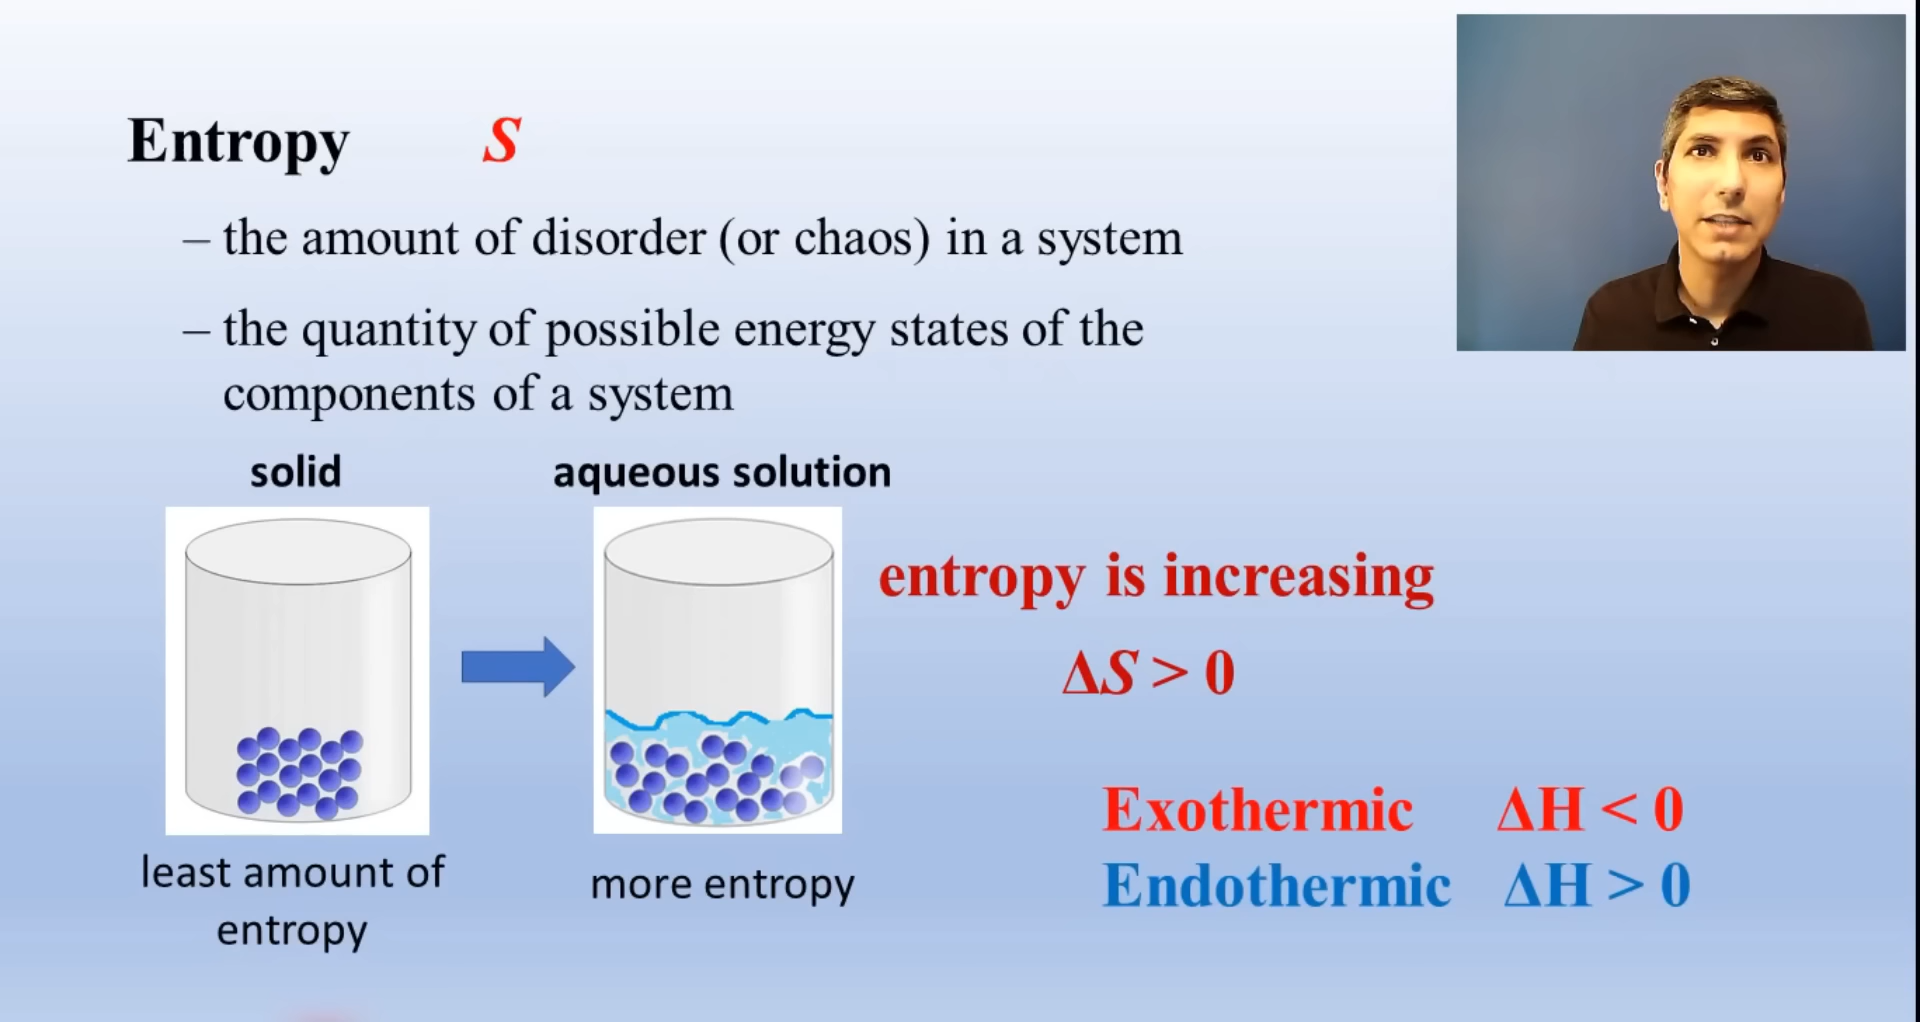 Entropy S
– the amount of disorder (or chaos) in a system
– the quantity of possible energy states of the
components of a system
solid
aqueous solution
entropy is increasing
ΔS > 0
Exothermic ΔH < 0
Endothermic ΔH > 0
least amount of
entropy
more entropy